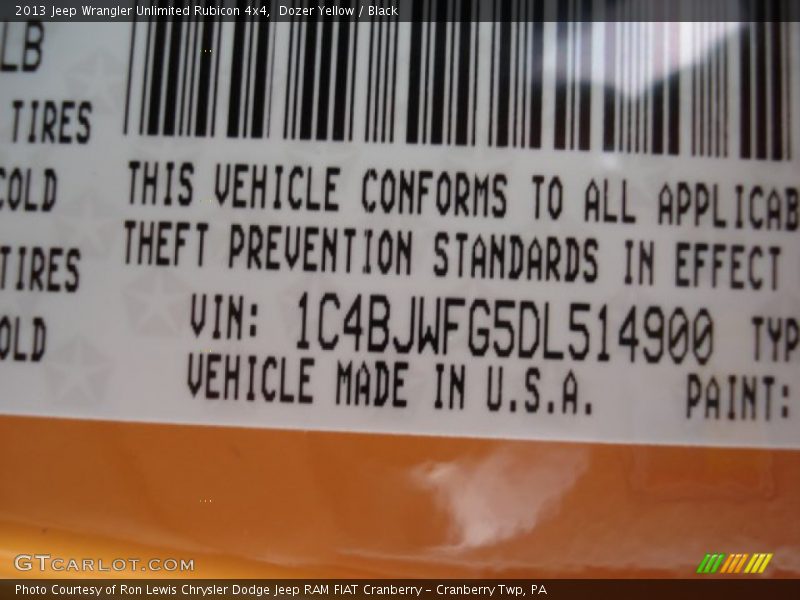 2013 Jeep Wrangler Unlimited Rubicon 4x4, Dozer Yellow / Black
LB
TIRES
COLD
TIRES
OLD
THIS VEHICLE CONFORMS TO ALL APPLICAB
THEFT PREVENTION STANDARDS IN EFFECT
VIN: 1C4BJWFG5DL514900 TYP
VEHICLE MADE IN U.S.A. PAINT:
GTCARLOT.COM
Photo Courtesy of Ron Lewis Chrysler Dodge Jeep RAM FIAT Cranberry – Cranberry Twp, PA